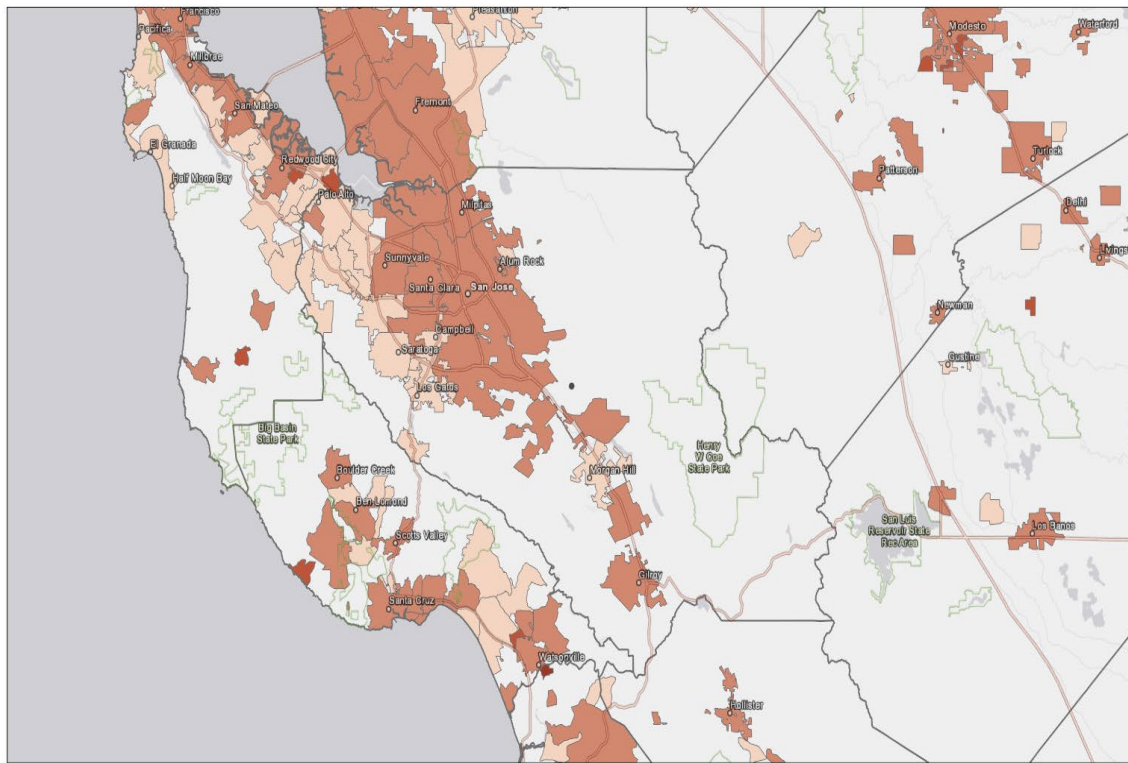 Francisco
Pacifica
Millbrae
San Mateo
El Granada
Half Moon Bay
Redwood City
Palo Alto
Pleasanton
Fremont
Milpitas
Sunnyvale
Alum Rock
Santa Clara
San Jose
Campbell
Saratoga
Los Gatos
Big Basin
State Park
Boulder Creek
Ben Lomond
Scotts Valley
Santa Cruz
Morgan Hill
Henry
W Coe
State Park
Gilroy
Watsonville
Hollister
Modesto
Waterford
Turlock
Patterson
Delhi
Livings
Newman
Gustine
San Luis
Reservoir State
Rec Area
Los Banos